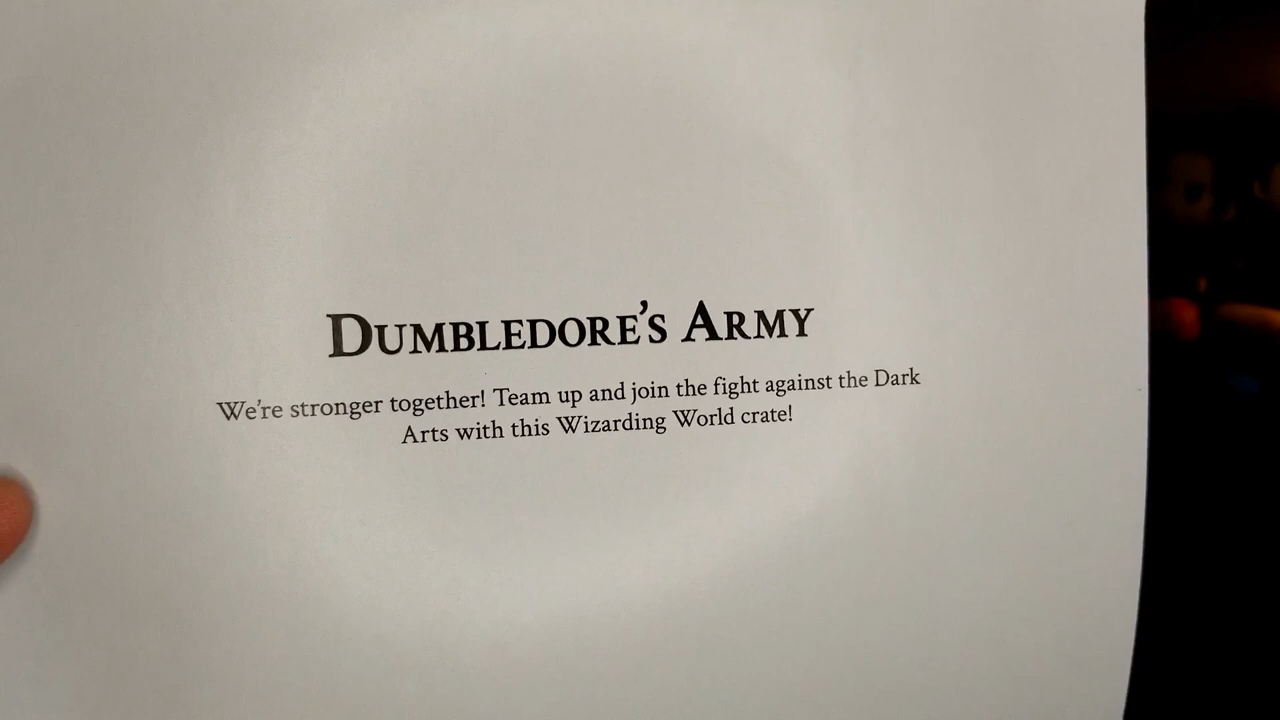 Dumbledore's Army
We're stronger together! Team up and join the fight against the Dark
Arts with this Wizarding World crate!